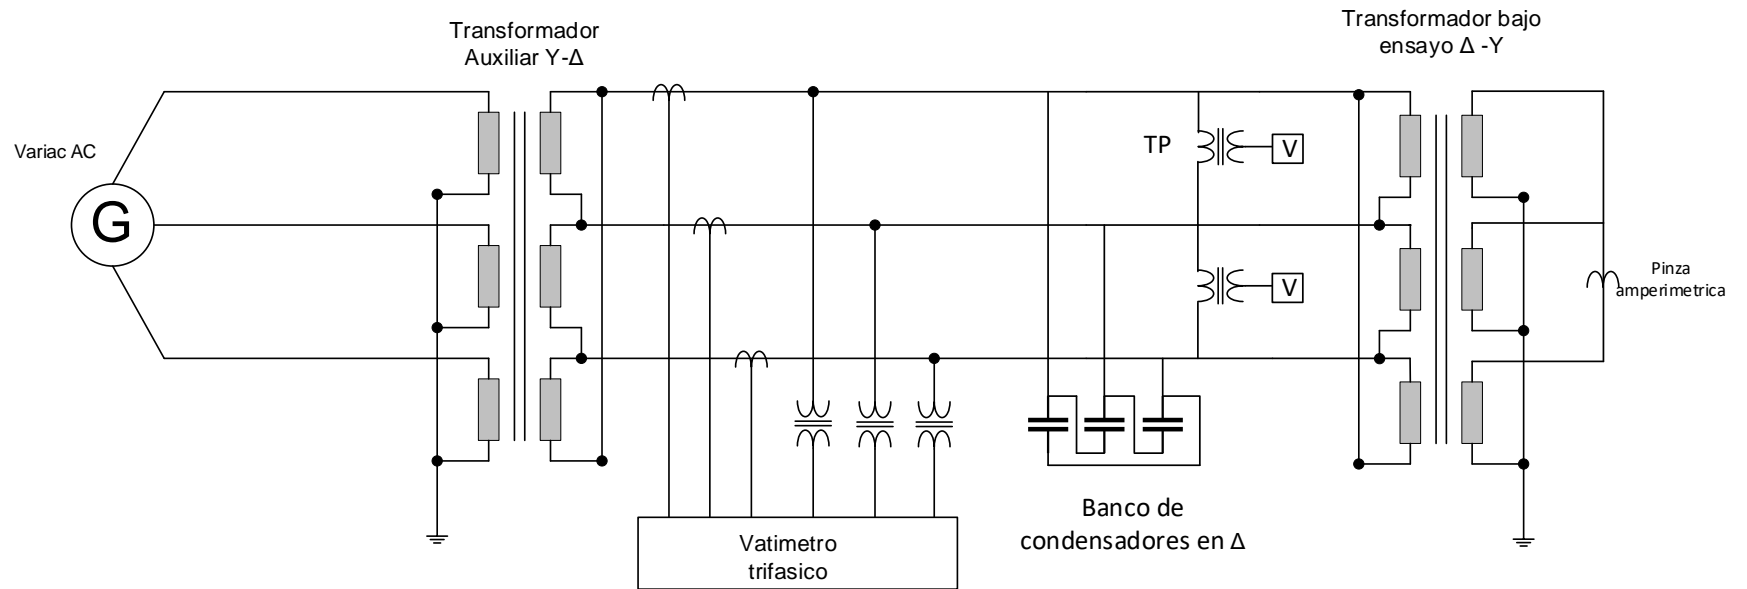 Transformador
Auxiliar Y-Δ
Transformador bajo
ensayo Δ -Y
Variac AC
G
TP
V
V
Pinza
amperimetrica
Banco de
condensadores en Δ
Vatimetro
trifasico